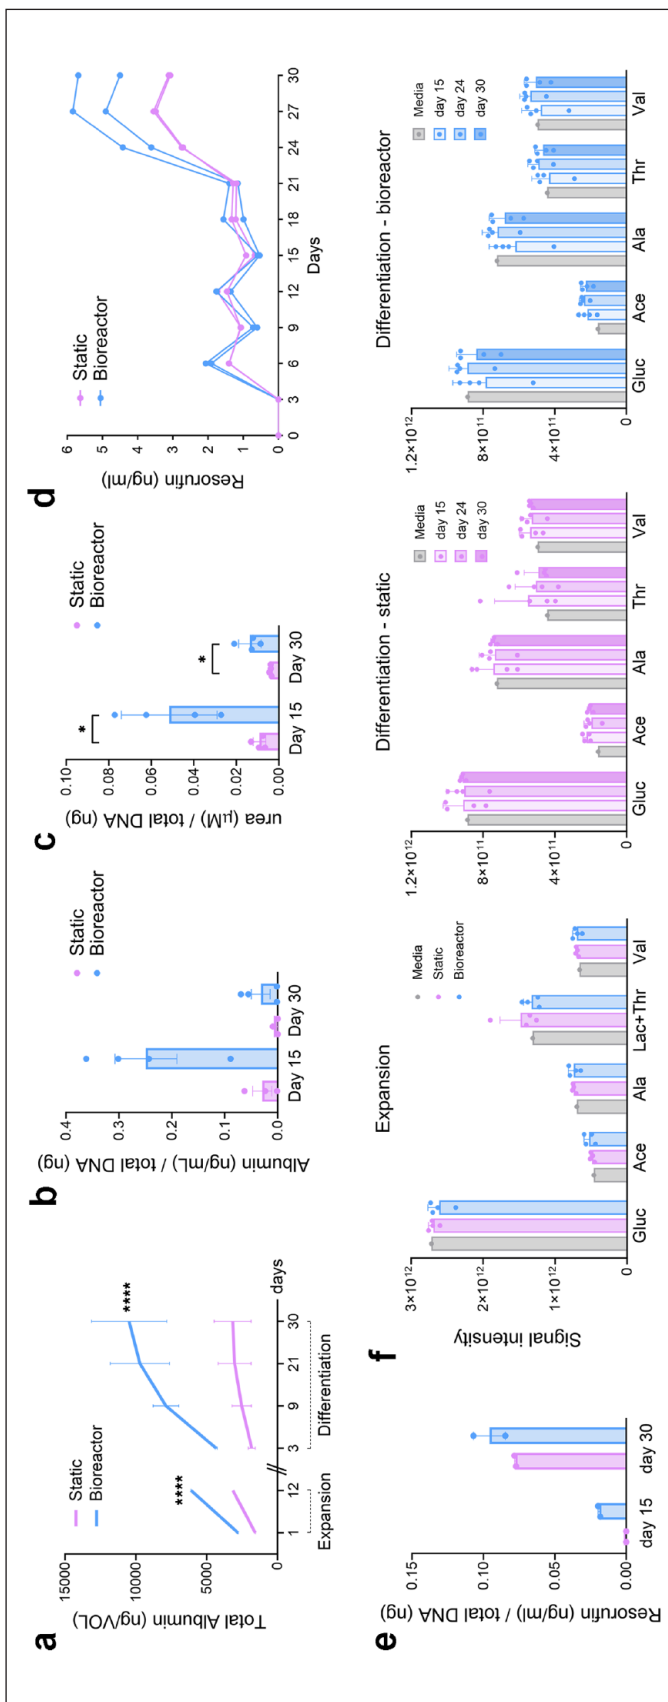 a
Static
Bioreactor
Total Albumin (ng/VOL)
15000
10000
5000
0
****
****
1
12
3
9
21
30
days
Expansion
Differentiation
b
Static
Bioreactor
Albumin (ng/mL) / total DNA (ng)
0.4
0.3
0.2
0.1
0.0
Day 15
Day 30
c
Static
Bioreactor
urea (μM) / total DNA (ng)
0.10
0.08
0.06
0.04
0.02
0.00
*
*
Day 15
Day 30
d
Static
Bioreactor
Resorufin (ng/ml)
6
5
4
3
2
1
0
0 3 6 9 12 15 18 21 24 27 30
Days
e
Resorufin (ng/ml) / total DNA (ng)
0.15
0.10
0.05
0.00
day 15
day 30
f
Expansion
Signal intensity
3×10¹²
2×10¹²
1×10¹²
0
Media
Static
Bioreactor
Gluc Ace Ala Lac+Thr Val
Differentiation - static
1.2×10¹²
8×10¹¹
4×10¹¹
0
Media
day 15
day 24
day 30
Gluc Ace Ala Thr Val
Differentiation - bioreactor
1.2×10¹²
8×10¹¹
4×10¹¹
0
Media
day 15
day 24
day 30
Gluc Ace Ala Thr Val